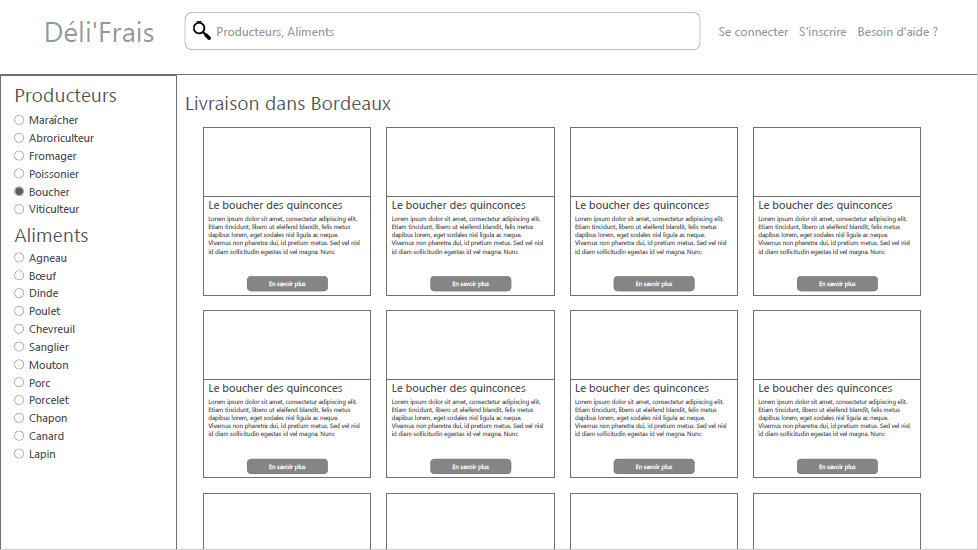 Déli'Frais
Producteurs, Aliments
Se connecter S'inscrire Besoin d'aide ?
Producteurs
Maraîcher
Abroriculteur
Fromager
Poissonier
Boucher
Viticulteur
Aliments
Agneau
Bœuf
Dinde
Poulet
Chevreuil
Sanglier
Mouton
Porc
Porcelet
Chapon
Canard
Lapin
Livraison dans Bordeaux
Le boucher des quinconces
Lorem ipsum dolor sit amet, consectetur adipiscing elit.
Etiam tincidunt, libero ut eleifend blandit, felis metus
dapibus lorem, eget sodales nisl ligula ac neque.
Vivamus non pharetra dui, id pretium metus. Sed vel nisl
id diam sollicitudin egestas id vel magna. Nunc
En savoir plus
Le boucher des quinconces
Lorem ipsum dolor sit amet, consectetur adipiscing elit.
Etiam tincidunt, libero ut eleifend blandit, felis metus
dapibus lorem, eget sodales nisl ligula ac neque.
Vivamus non pharetra dui, id pretium metus. Sed vel nisl
id diam sollicitudin egestas id vel magna. Nunc
En savoir plus
Le boucher des quinconces
Lorem ipsum dolor sit amet, consectetur adipiscing elit.
Etiam tincidunt, libero ut eleifend blandit, felis metus
dapibus lorem, eget sodales nisl ligula ac neque.
Vivamus non pharetra dui, id pretium metus. Sed vel nisl
id diam sollicitudin egestas id vel magna. Nunc
En savoir plus
Le boucher des quinconces
Lorem ipsum dolor sit amet, consectetur adipiscing elit.
Etiam tincidunt, libero ut eleifend blandit, felis metus
dapibus lorem, eget sodales nisl ligula ac neque.
Vivamus non pharetra dui, id pretium metus. Sed vel nisl
id diam sollicitudin egestas id vel magna. Nunc
En savoir plus
Le boucher des quinconces
Lorem ipsum dolor sit amet, consectetur adipiscing elit.
Etiam tincidunt, libero ut eleifend blandit, felis metus
dapibus lorem, eget sodales nisl ligula ac neque.
Vivamus non pharetra dui, id pretium metus. Sed vel nisl
id diam sollicitudin egestas id vel magna. Nunc
En savoir plus
Le boucher des quinconces
Lorem ipsum dolor sit amet, consectetur adipiscing elit.
Etiam tincidunt, libero ut eleifend blandit, felis metus
dapibus lorem, eget sodales nisl ligula ac neque.
Vivamus non pharetra dui, id pretium metus. Sed vel nisl
id diam sollicitudin egestas id vel magna. Nunc
En savoir plus
Le boucher des quinconces
Lorem ipsum dolor sit amet, consectetur adipiscing elit.
Etiam tincidunt, libero ut eleifend blandit, felis metus
dapibus lorem, eget sodales nisl ligula ac neque.
Vivamus non pharetra dui, id pretium metus. Sed vel nisl
id diam sollicitudin egestas id vel magna. Nunc
En savoir plus
Le boucher des quinconces
Lorem ipsum dolor sit amet, consectetur adipiscing elit.
Etiam tincidunt, libero ut eleifend blandit, felis metus
dapibus lorem, eget sodales nisl ligula ac neque.
Vivamus non pharetra dui, id pretium metus. Sed vel nisl
id diam sollicitudin egestas id vel magna. Nunc
En savoir plus